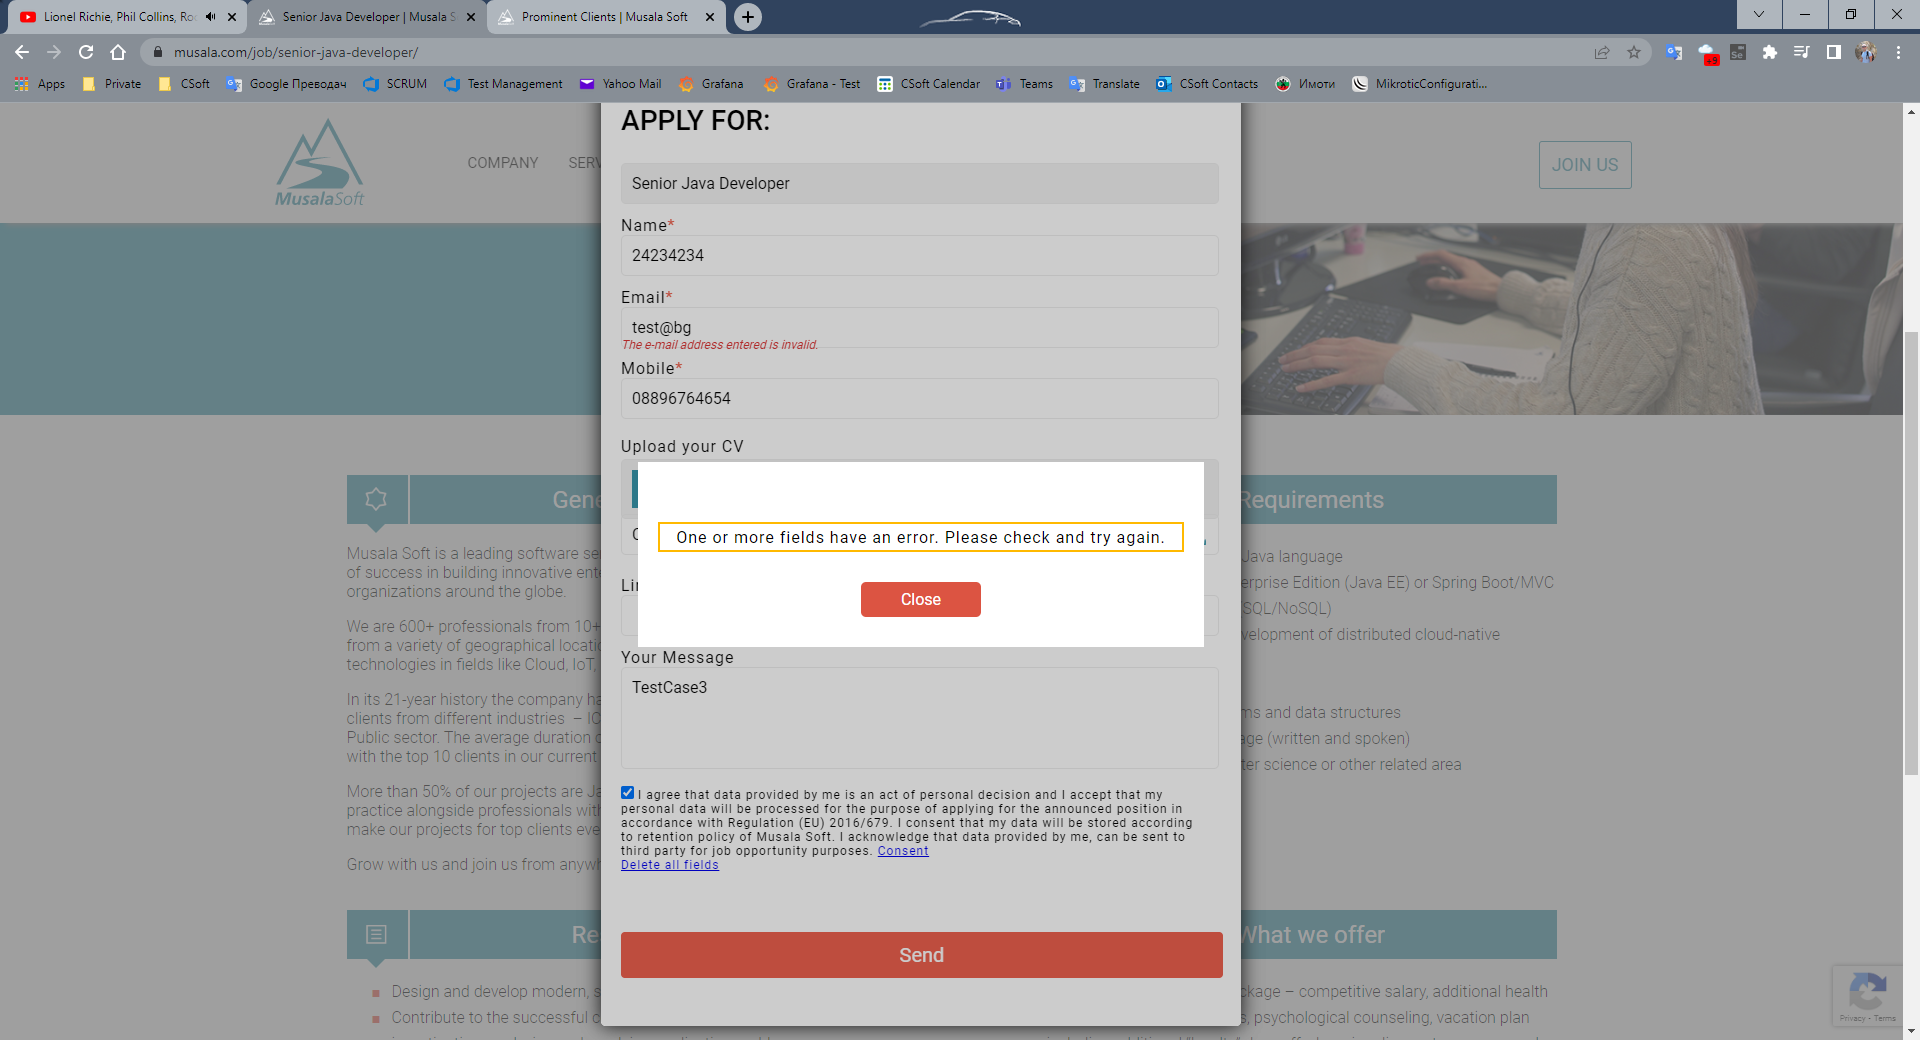 Lionel Richie, Phil Collins, Ro
Senior Java Developer | Musala S
Prominent Clients | Musala Soft
musala.com/job/senior-java-developer/
Apps
Private
CSoft
Google Преводач
SCRUM
Test Management
Yahoo Mail
Grafana
Grafana - Test
CSoft Calendar
Teams
Translate
CSoft Contacts
Имоти
MikroticConfigurati...
MusalaSoft
COMPANY
SERV
JOIN US
APPLY FOR:
Senior Java Developer
Name*
24234234
Email*
test@bg
The e-mail address entered is invalid.
Mobile*
08896764654
Upload your CV
One or more fields have an error. Please check and try again.
Close
Your Message
TestCase3
I agree that data provided by me is an act of personal decision and I accept that my
personal data will be processed for the purpose of applying for the announced position in
accordance with Regulation (EU) 2016/679. I consent that my data will be stored according
to retention policy of Musala Soft. I acknowledge that data provided by me, can be sent to
third party for job opportunity purposes. Consent
Delete all fields
Send
Gene
Musala Soft is a leading software se
of success in building innovative ente
organizations around the globe.
We are 600+ professionals from 10+
from a variety of geographical locatio
technologies in fields like Cloud, IoT,
In its 21-year history the company ha
clients from different industries – IC
Public sector. The average duration o
with the top 10 clients in our current
More than 50% of our projects are Ja
practice alongside professionals with
make our projects for top clients eve
Grow with us and join us from anywh
Requirements
Java language
erprise Edition (Java EE) or Spring Boot/MVC
SQL/NoSQL)
velopment of distributed cloud-native
ms and data structures
age (written and spoken)
ter science or other related area
Re
Design and develop modern, s
Contribute to the successful c
What we offer
ckage – competitive salary, additional health
s, psychological counseling, vacation plan
Privacy - Terms